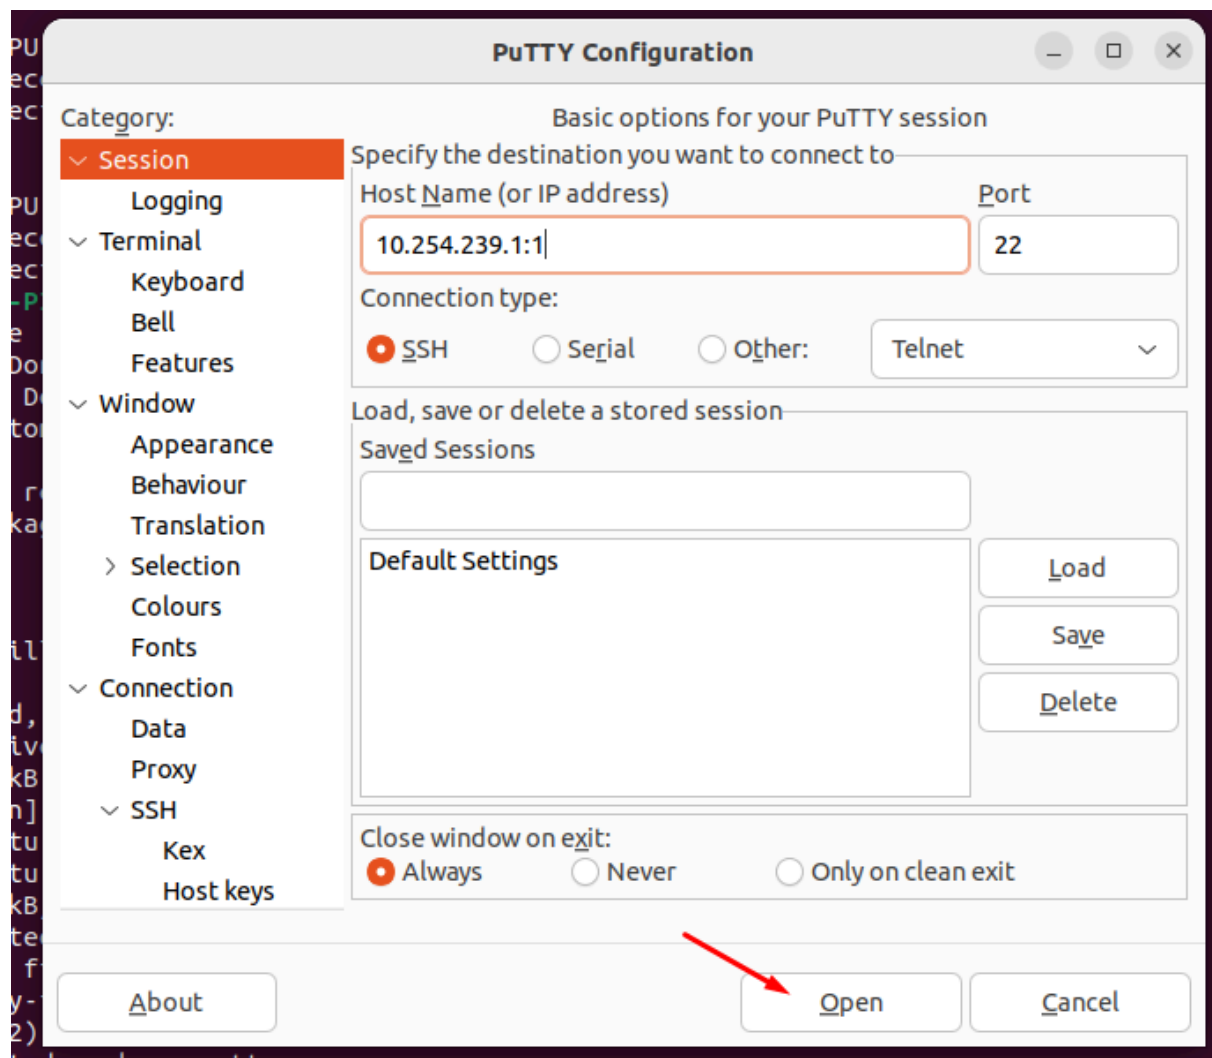 PuTTY Configuration
Category:
Basic options for your PuTTY session
Session
Logging
Terminal
Keyboard
Bell
Features
Window
Appearance
Behaviour
Translation
Selection
Colours
Fonts
Connection
Data
Proxy
SSH
Kex
Host keys
Specify the destination you want to connect to
Host Name (or IP address) Port
10.254.239.1:1 22
Connection type:
SSH Serial Other: Telnet
Load, save or delete a stored session
Saved Sessions
Default Settings
Load
Save
Delete
Close window on exit:
Always Never Only on clean exit
About Open Cancel